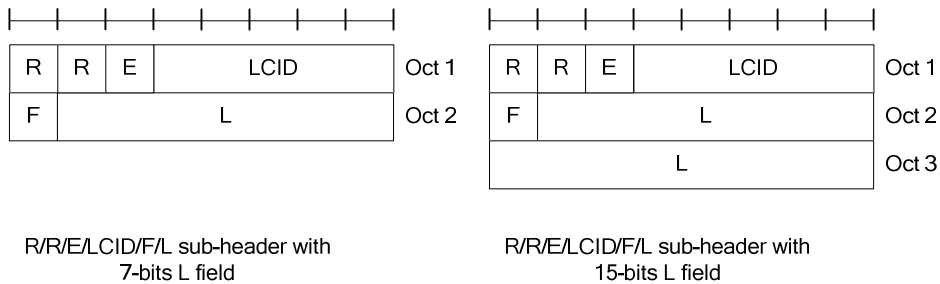 R R E LCID Oct 1
F L Oct 2
R/R/E/LCID/F/L sub-header with
7-bits L field
R R E LCID Oct 1
F L Oct 2
L Oct 3
R/R/E/LCID/F/L sub-header with
15-bits L field